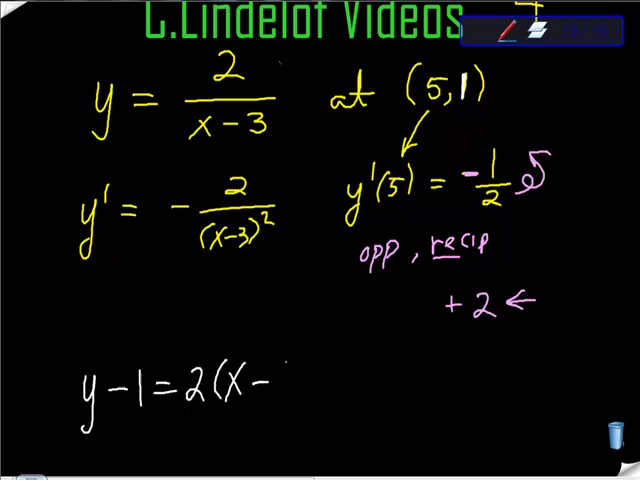 C.Lindelof Videos
y = 2/(x-3) at (5,1)
y' = - 2/(x-3)² y'(5) = - 1/2
opp, recip
+ 2 ←
y - 1 = 2(x -